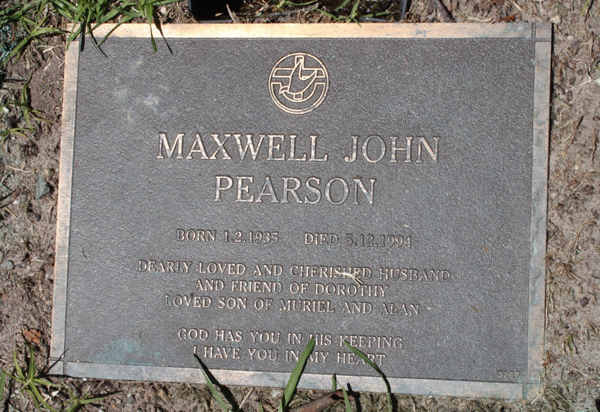 MAXWELL JOHN
PEARSON
BORN 1.2.1935 DIED 5.12.1994
DEARLY LOVED AND CHERISHED HUSBAND
AND FRIEND OF DOROTHY
LOVED SON OF MURIEL AND ALAN
GOD HAS YOU IN HIS KEEPING
I HAVE YOU IN MY HEART